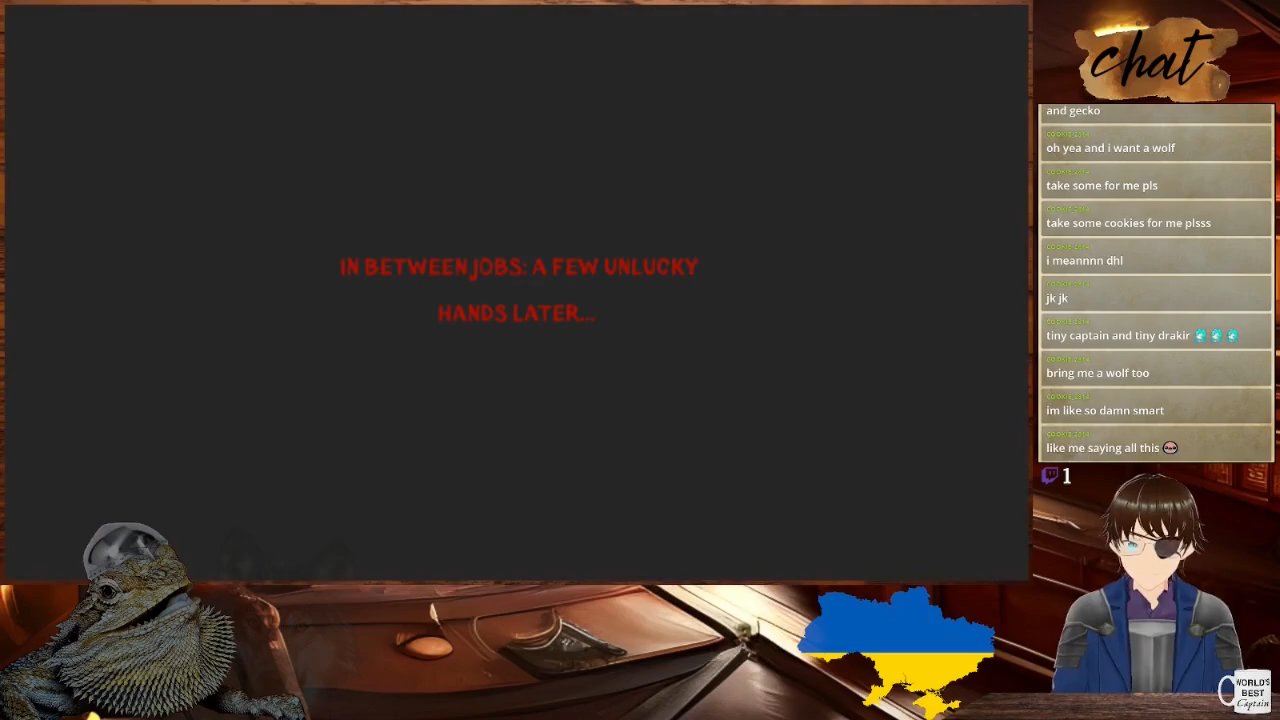 IN BETWEEN JOBS: A FEW UNLUCKY
HANDS LATER...
chat
and gecko
oh yea and i want a wolf
take some for me pls
take some cookies for me plsss
i meannnn dhl
jk jk
tiny captain and tiny drakir
bring me a wolf too
im like so damn smart
like me saying all this
1
WORLD'S
BEST
Captain